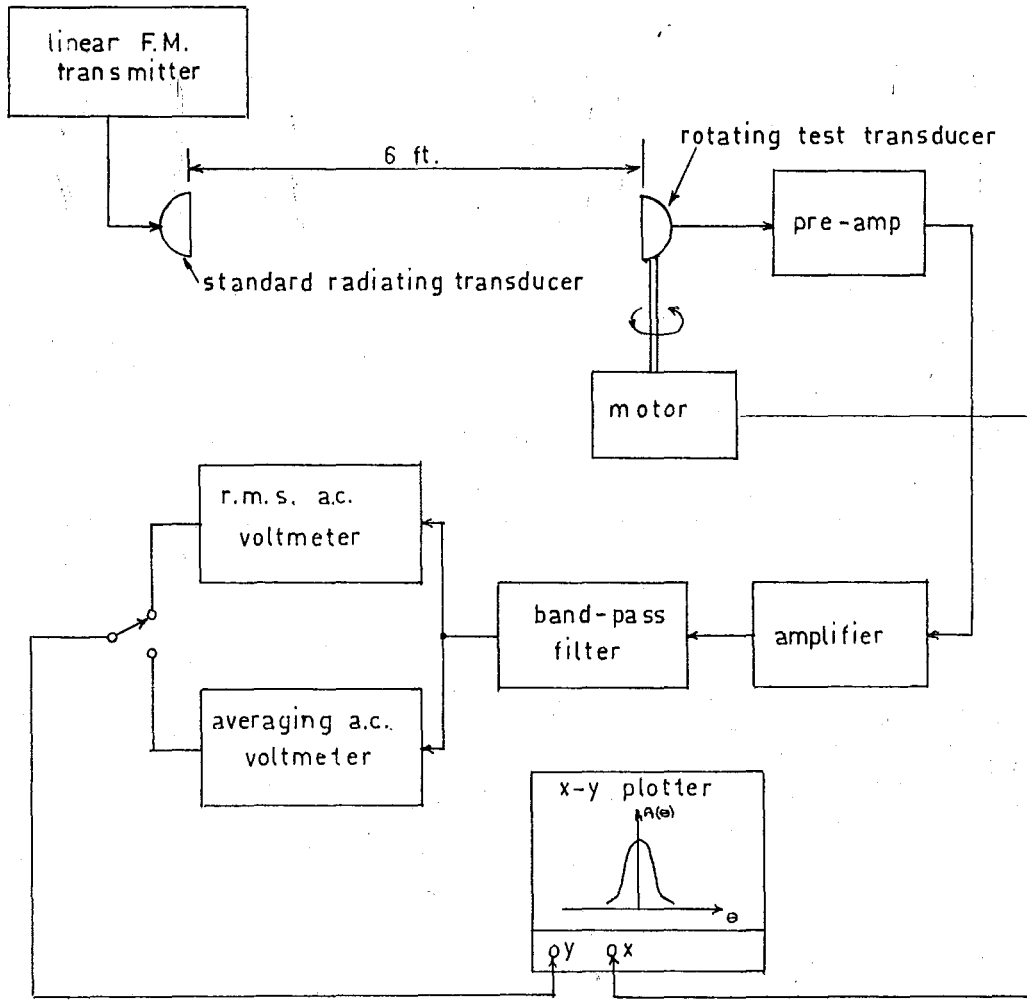 linear F.M.
transmitter
6 ft.
rotating test transducer
pre-amp
standard radiating transducer
motor
r.m.s. a.c.
voltmeter
band-pass
filter
amplifier
averaging a.c.
voltmeter
x-y plotter
A(θ)
θ
y
x